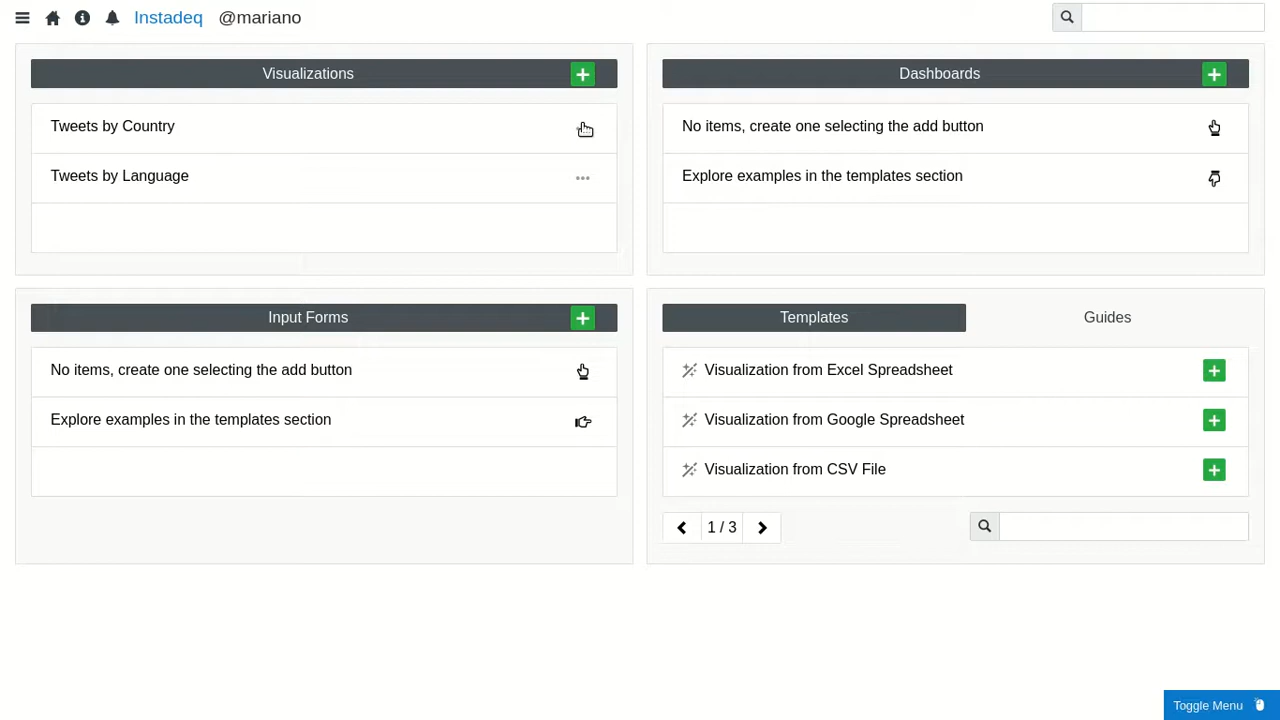 Instadeq @mariano
Visualizations
Tweets by Country
Tweets by Language
Dashboards
No items, create one selecting the add button
Explore examples in the templates section
Input Forms
No items, create one selecting the add button
Explore examples in the templates section
Templates
Guides
Visualization from Excel Spreadsheet
Visualization from Google Spreadsheet
Visualization from CSV File
1 / 3
Toggle Menu